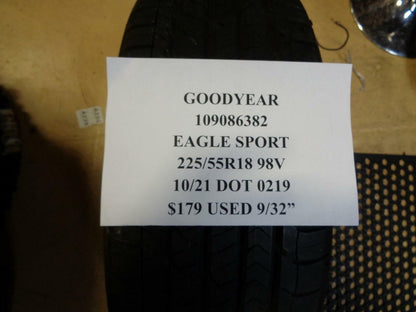 GOODYEAR
109086382
EAGLE SPORT
225/55R18 98V
10/21 DOT 0219
$179 USED 9/32”